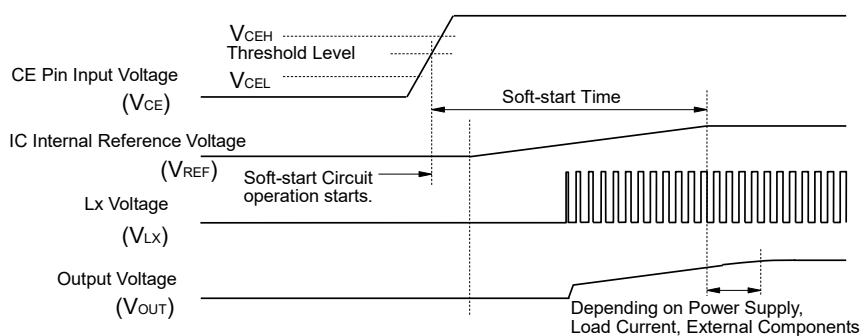 VCEH
Threshold Level
VCEL
CE Pin Input Voltage
(VCE)
Soft-start Time
IC Internal Reference Voltage
(VREF)
Soft-start Circuit
operation starts.
Lx Voltage
(VLX)
Output Voltage
(VOUT)
Depending on Power Supply,
Load Current, External Components